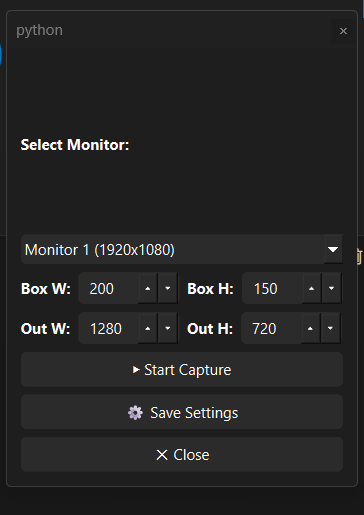 python ×
Select Monitor:
Monitor 1 (1920x1080)
Box W: 200 Box H: 150
Out W: 1280 Out H: 720
Start Capture
Save Settings
Close